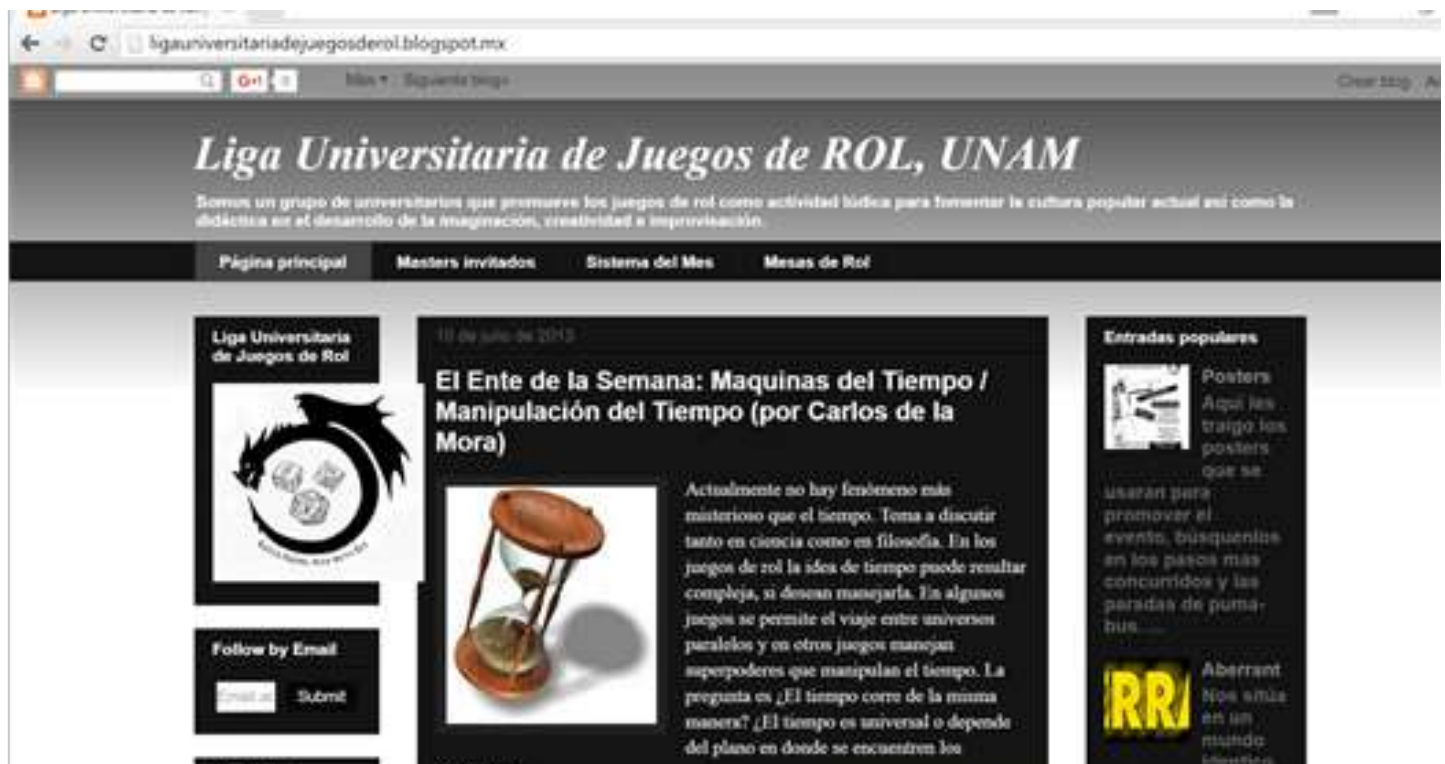 ligauniversitariadejuegosderol.blogspot.mx
G+1
Más Siguiente blog»
Crear blog
Liga Universitaria de Juegos de ROL, UNAM
Somos un grupo de universitarios que promueve los juegos de rol como actividad lúdica para fomentar la cultura popular actual así como la
didáctica en el desarrollo de la imaginación, creatividad e improvisación.
Página principal
Masters invitados
Sistema del Mes
Mesas de Rol
Liga Universitaria
de Juegos de Rol
Follow by Email
Submit
de julio de 2013
El Ente de la Semana: Maquinas del Tiempo /
Manipulación del Tiempo (por Carlos de la
Mora)
Actualmente no hay fenómeno más
misterioso que el tiempo. Tema a discutir
tanto en ciencia como en filosofía. En los
juegos de rol la idea de tiempo puede resultar
compleja, si desean manejarla. En algunos
juegos se permite el viaje entre universos
paralelos y en otros juegos manejan
superpoderes que manipulan el tiempo. La
pregunta es ¿El tiempo corre de la misma
manera? ¿El tiempo es universal o depende
del plano en donde se encuentren los
Entradas populares
Posters
Aqui les
traigo los
posters
que se
usaran para
promover el
evento, búsquenlos
en los pasos mas
concurridos y las
paradas de puma-
bus.....
RR
Aberrant
Nos sitúa
en un
mundo